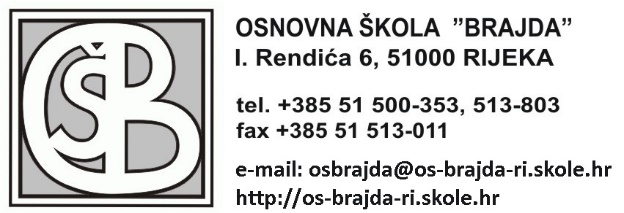 OŠB
OSNOVNA ŠKOLA ”BRAJDA”
I. Rendića 6, 51000 RIJEKA
tel. +385 51 500-353, 513-803
fax +385 51 513-011
e-mail: osbrajda@os-brajda-ri.skole.hr
http://os-brajda-ri.skole.hr